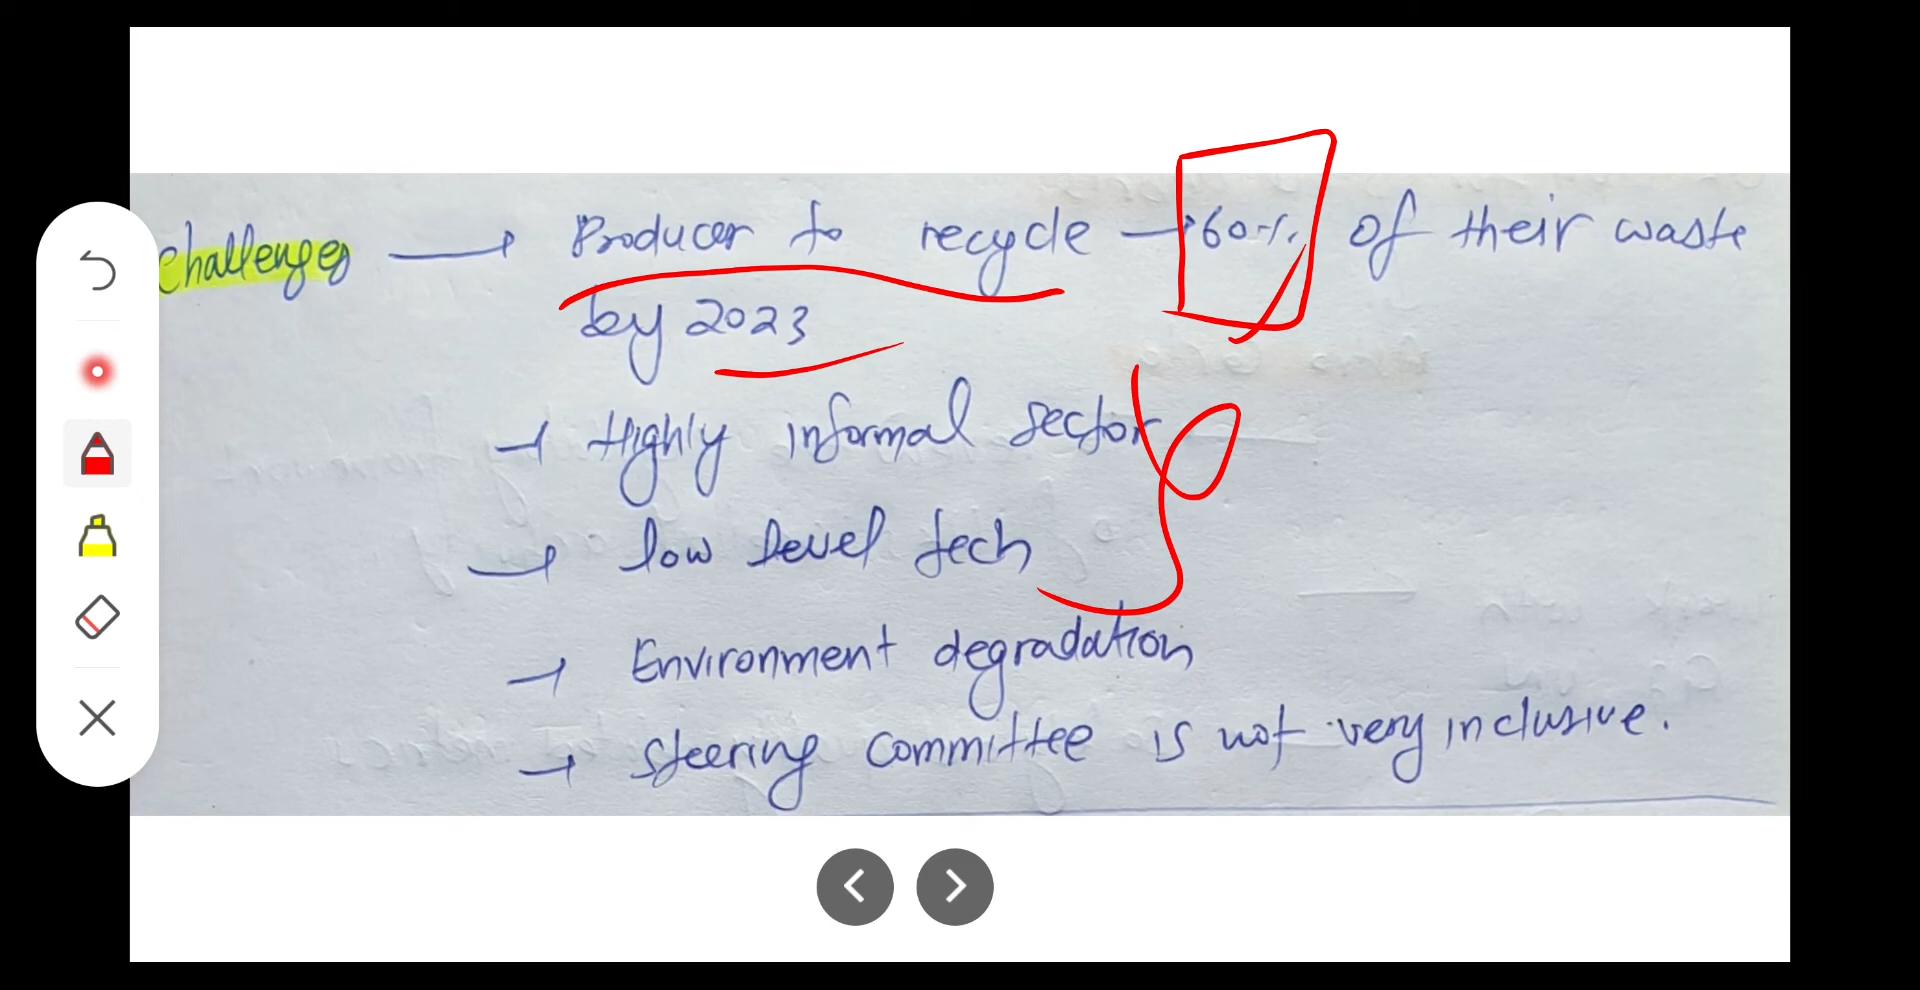 Challenges → Producer to recycle → 60% of their waste
by 2023
→ Highly informal sector
→ low level tech
→ Environment degradation
→ Steering committee is not very inclusive.